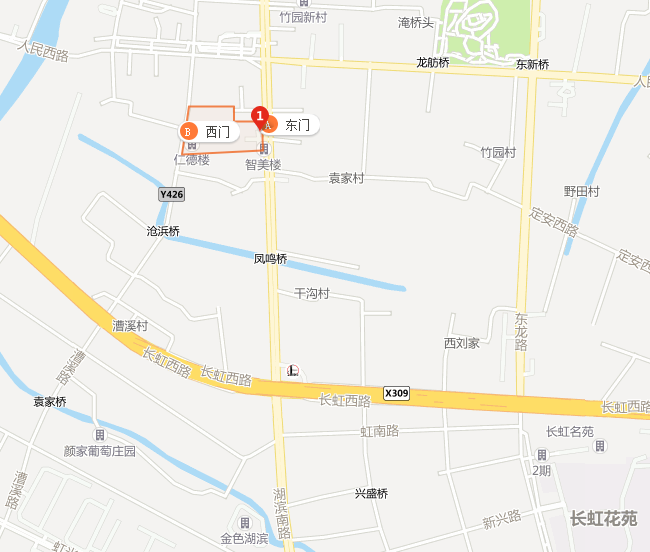 竹园新村
淹桥头
人民西路
龙舫桥
东新桥
人民
1
A 东门
B 西门
仁德楼
智美楼
竹园村
袁家村
野田村
Y426
定安西路
沧浜桥
定安西
凤鸣桥
干沟村
漕溪村
东龙路
西刘家
漕溪路
长虹西路
长虹西路
X309
长虹西路
长虹西路
袁家桥
颜家葡萄庄园
虹南路
长虹名苑
2期
漕溪路
湖滨南路
兴盛桥
新兴路
长虹花苑
金色湖滨